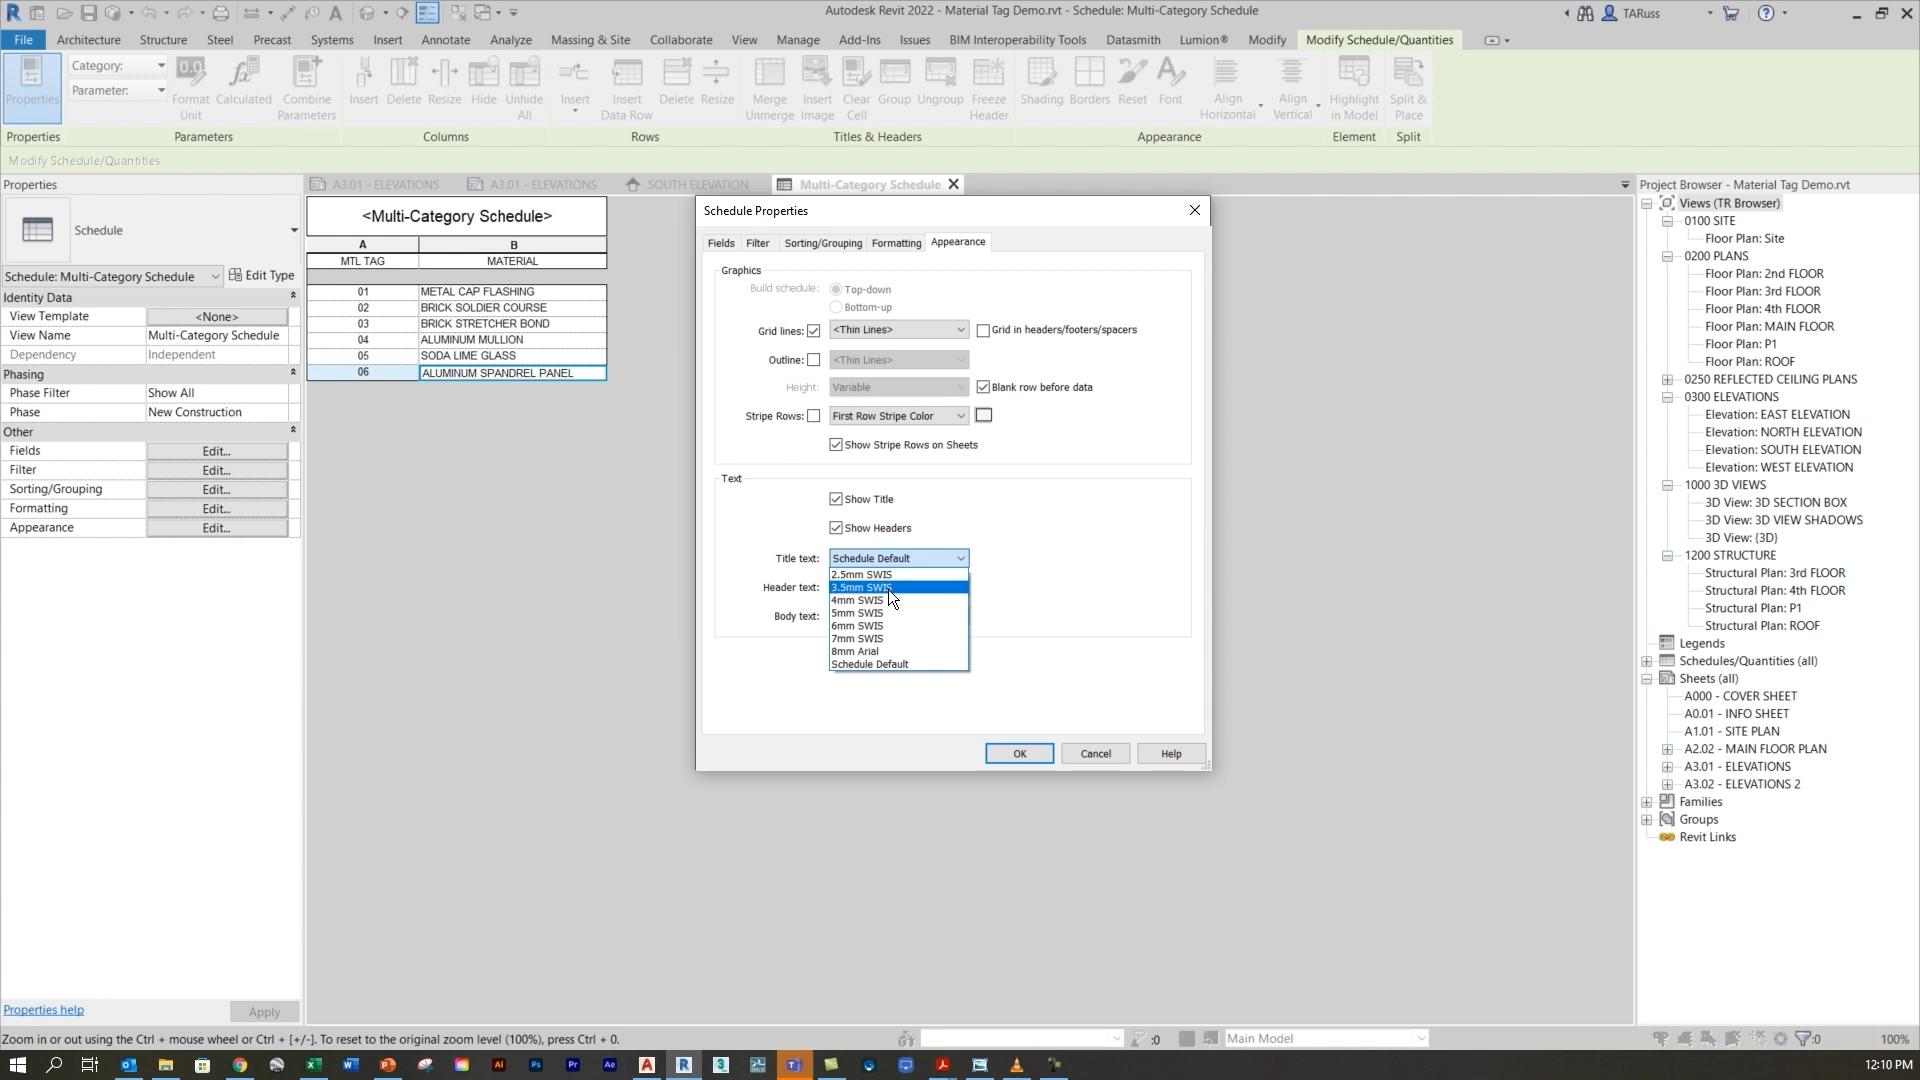 Autodesk Revit 2022 - Material Tag Demo.rvt - Schedule: Multi-Category Schedule
TARuss
File Architecture Structure Steel Precast Systems Insert Annotate Analyze Massing & Site Collaborate View Manage Add-Ins Issues BIM Interoperability Tools Datasmith Lumion® Modify Modify Schedule/Quantities
Category:
Parameter:
Properties
Format Unit
Calculated
Combine Parameters
Insert
Delete
Resize
Hide
Unhide All
Insert
Insert Data Row
Delete
Resize
Merge Unmerge
Insert Image
Clear Cell
Group
Ungroup
Freeze Header
Shading
Borders
Reset
Font
Align Horizontal
Align Vertical
Highlight in Model
Split & Place
Properties Parameters Columns Rows Titles & Headers Appearance Element Split
Modify Schedule/Quantities
Properties
Schedule
Schedule: Multi-Category Schedule
Edit Type
Identity Data
View Template <None>
View Name Multi-Category Schedule
Dependency Independent
Phasing
Phase Filter Show All
Phase New Construction
Other
Fields Edit...
Filter Edit...
Sorting/Grouping Edit...
Formatting Edit...
Appearance Edit...
Properties help
Apply
A3.01 - ELEVATIONS
A3.01 - ELEVATIONS
SOUTH ELEVATION
Multi-Category Schedule
<Multi-Category Schedule>
A B
MTL TAG MATERIAL
01 METAL CAP FLASHING
02 BRICK SOLDIER COURSE
03 BRICK STRETCHER BOND
04 ALUMINUM MULLION
05 SODA LIME GLASS
06 ALUMINUM SPANDREL PANEL
Schedule Properties
Fields Filter Sorting/Grouping Formatting Appearance
Graphics
Build schedule: Top-down
Bottom-up
Grid lines: <Thin Lines> Grid in headers/footers/spacers
Outline: <Thin Lines>
Height: Variable Blank row before data
Stripe Rows: First Row Stripe Color
Show Stripe Rows on Sheets
Text
Show Title
Show Headers
Title text: Schedule Default
Header text:
Body text:
2.5mm SWIS
3.5mm SWIS
4mm SWIS
5mm SWIS
6mm SWIS
7mm SWIS
8mm Arial
Schedule Default
OK Cancel Help
Project Browser - Material Tag Demo.rvt
Views (TR Browser)
0100 SITE
Floor Plan: Site
0200 PLANS
Floor Plan: 2nd FLOOR
Floor Plan: 3rd FLOOR
Floor Plan: 4th FLOOR
Floor Plan: MAIN FLOOR
Floor Plan: P1
Floor Plan: ROOF
0250 REFLECTED CEILING PLANS
0300 ELEVATIONS
Elevation: EAST ELEVATION
Elevation: NORTH ELEVATION
Elevation: SOUTH ELEVATION
Elevation: WEST ELEVATION
1000 3D VIEWS
3D View: 3D SECTION BOX
3D View: 3D VIEW SHADOWS
3D View: {3D}
1200 STRUCTURE
Structural Plan: 3rd FLOOR
Structural Plan: 4th FLOOR
Structural Plan: P1
Structural Plan: ROOF
Legends
Schedules/Quantities (all)
Sheets (all)
A000 - COVER SHEET
A0.01 - INFO SHEET
A1.01 - SITE PLAN
A2.02 - MAIN FLOOR PLAN
A3.01 - ELEVATIONS
A3.02 - ELEVATIONS 2
Families
Groups
Revit Links
Zoom in or out using the Ctrl + mouse wheel or Ctrl + [+/-]. To reset to the original zoom level (100%), press Ctrl + 0.
:0
Main Model
:0
100%
12:10 PM